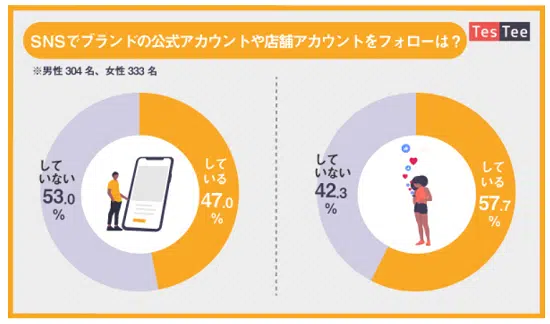 SNSでブランドの公式アカウントや店舗アカウントをフォローは？
TesTee
※男性 304 名、女性 333 名
して
いない
53.0
%
して
いる
47.0
%
して
いない
42.3
%
して
いる
57.7
%